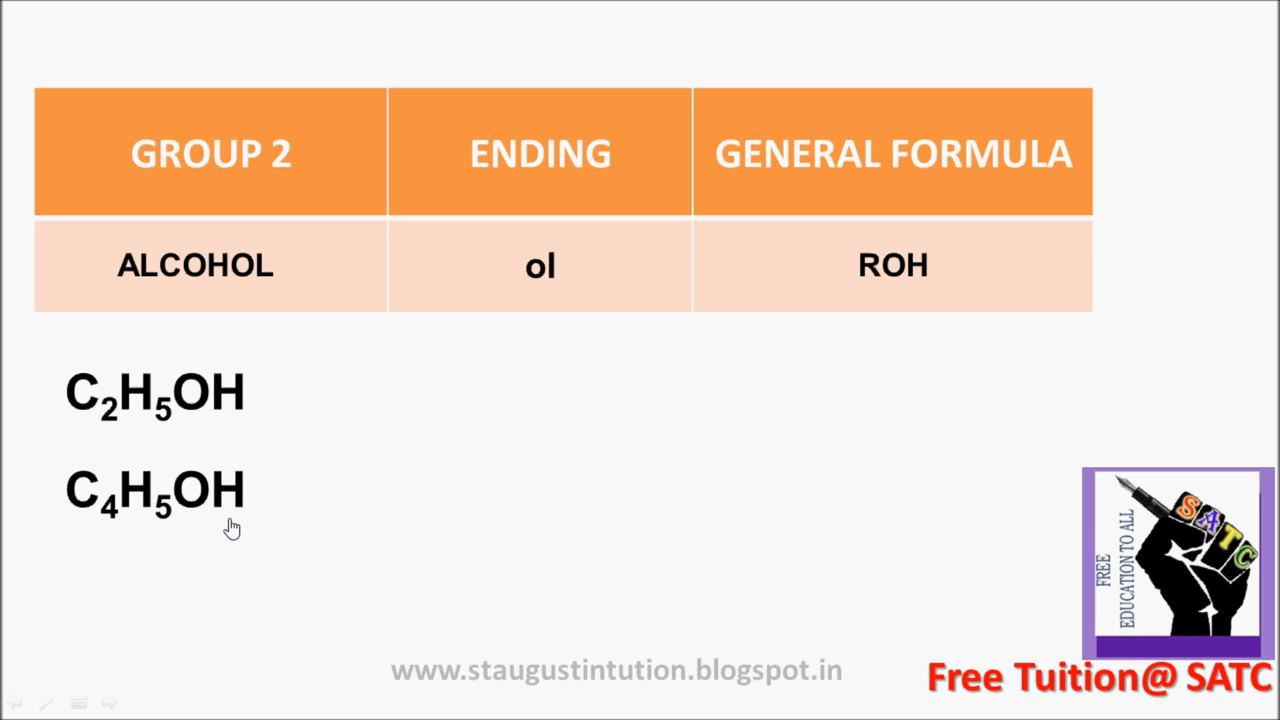 GROUP 2 ENDING GENERAL FORMULA
ALCOHOL ol ROH
C₂H₅OH
C₄H₅OH
FREE
EDUCATION TO ALL
SATC
www.staugustintution.blogspot.in
Free Tuition@ SATC